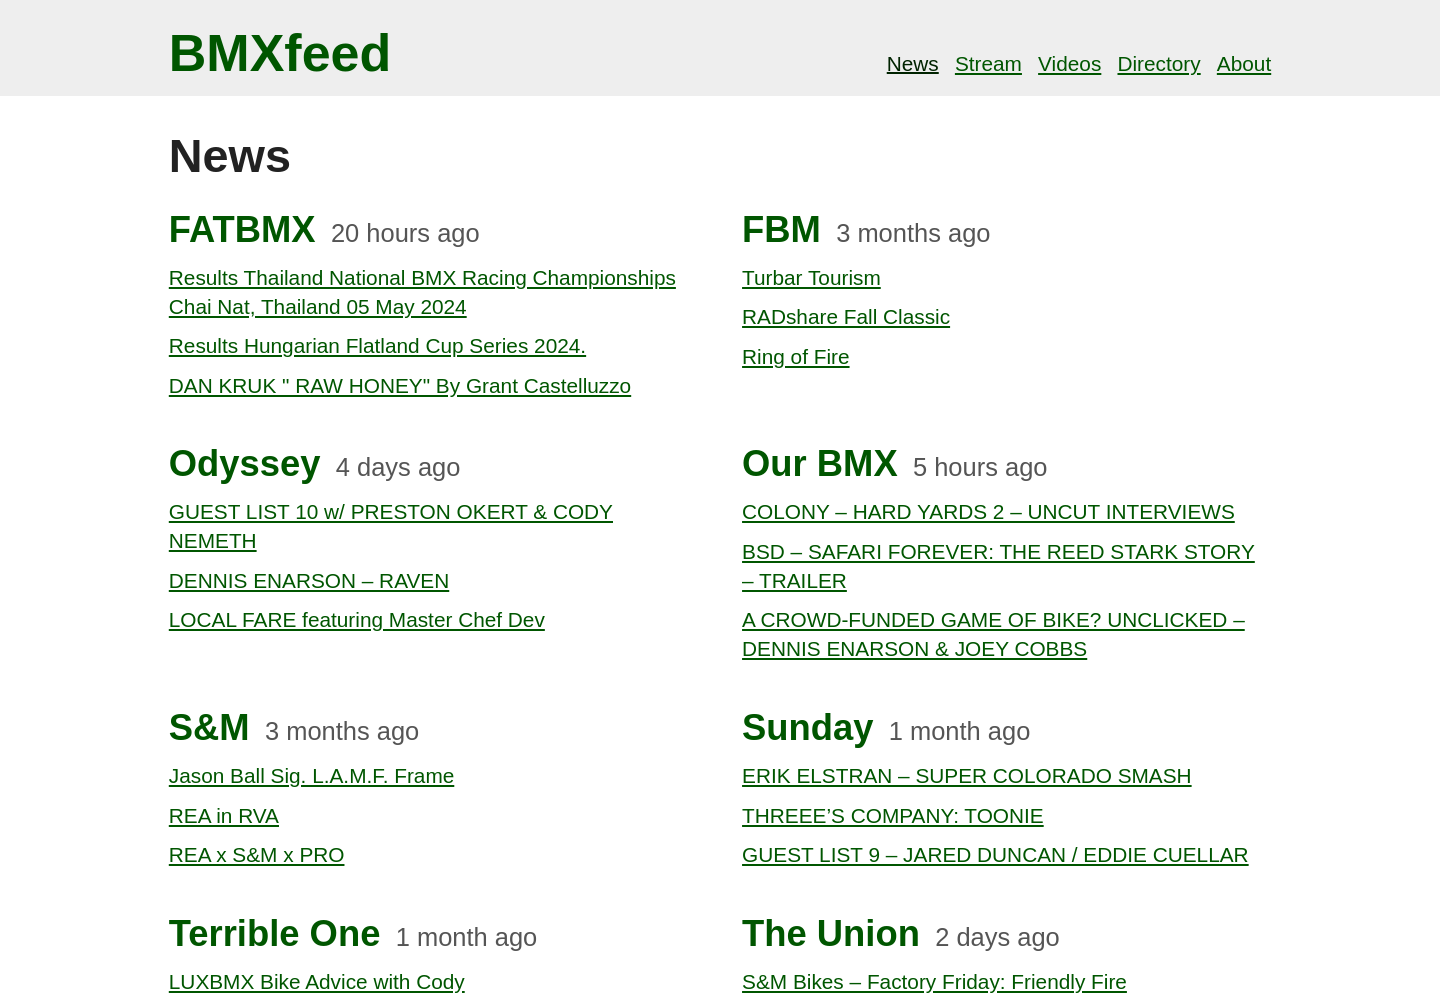 BMXfeed
News Stream Videos Directory About
News
FATBMX 20 hours ago
Results Thailand National BMX Racing Championships
Chai Nat, Thailand 05 May 2024
Results Hungarian Flatland Cup Series 2024.
DAN KRUK " RAW HONEY" By Grant Castelluzzo
FBM 3 months ago
Turbar Tourism
RADshare Fall Classic
Ring of Fire
Odyssey 4 days ago
GUEST LIST 10 w/ PRESTON OKERT & CODY
NEMETH
DENNIS ENARSON – RAVEN
LOCAL FARE featuring Master Chef Dev
Our BMX 5 hours ago
COLONY – HARD YARDS 2 – UNCUT INTERVIEWS
BSD – SAFARI FOREVER: THE REED STARK STORY
– TRAILER
A CROWD-FUNDED GAME OF BIKE? UNCLICKED –
DENNIS ENARSON & JOEY COBBS
S&M 3 months ago
Jason Ball Sig. L.A.M.F. Frame
REA in RVA
REA x S&M x PRO
Sunday 1 month ago
ERIK ELSTRAN – SUPER COLORADO SMASH
THREEE’S COMPANY: TOONIE
GUEST LIST 9 – JARED DUNCAN / EDDIE CUELLAR
Terrible One 1 month ago
LUXBMX Bike Advice with Cody
The Union 2 days ago
S&M Bikes – Factory Friday: Friendly Fire